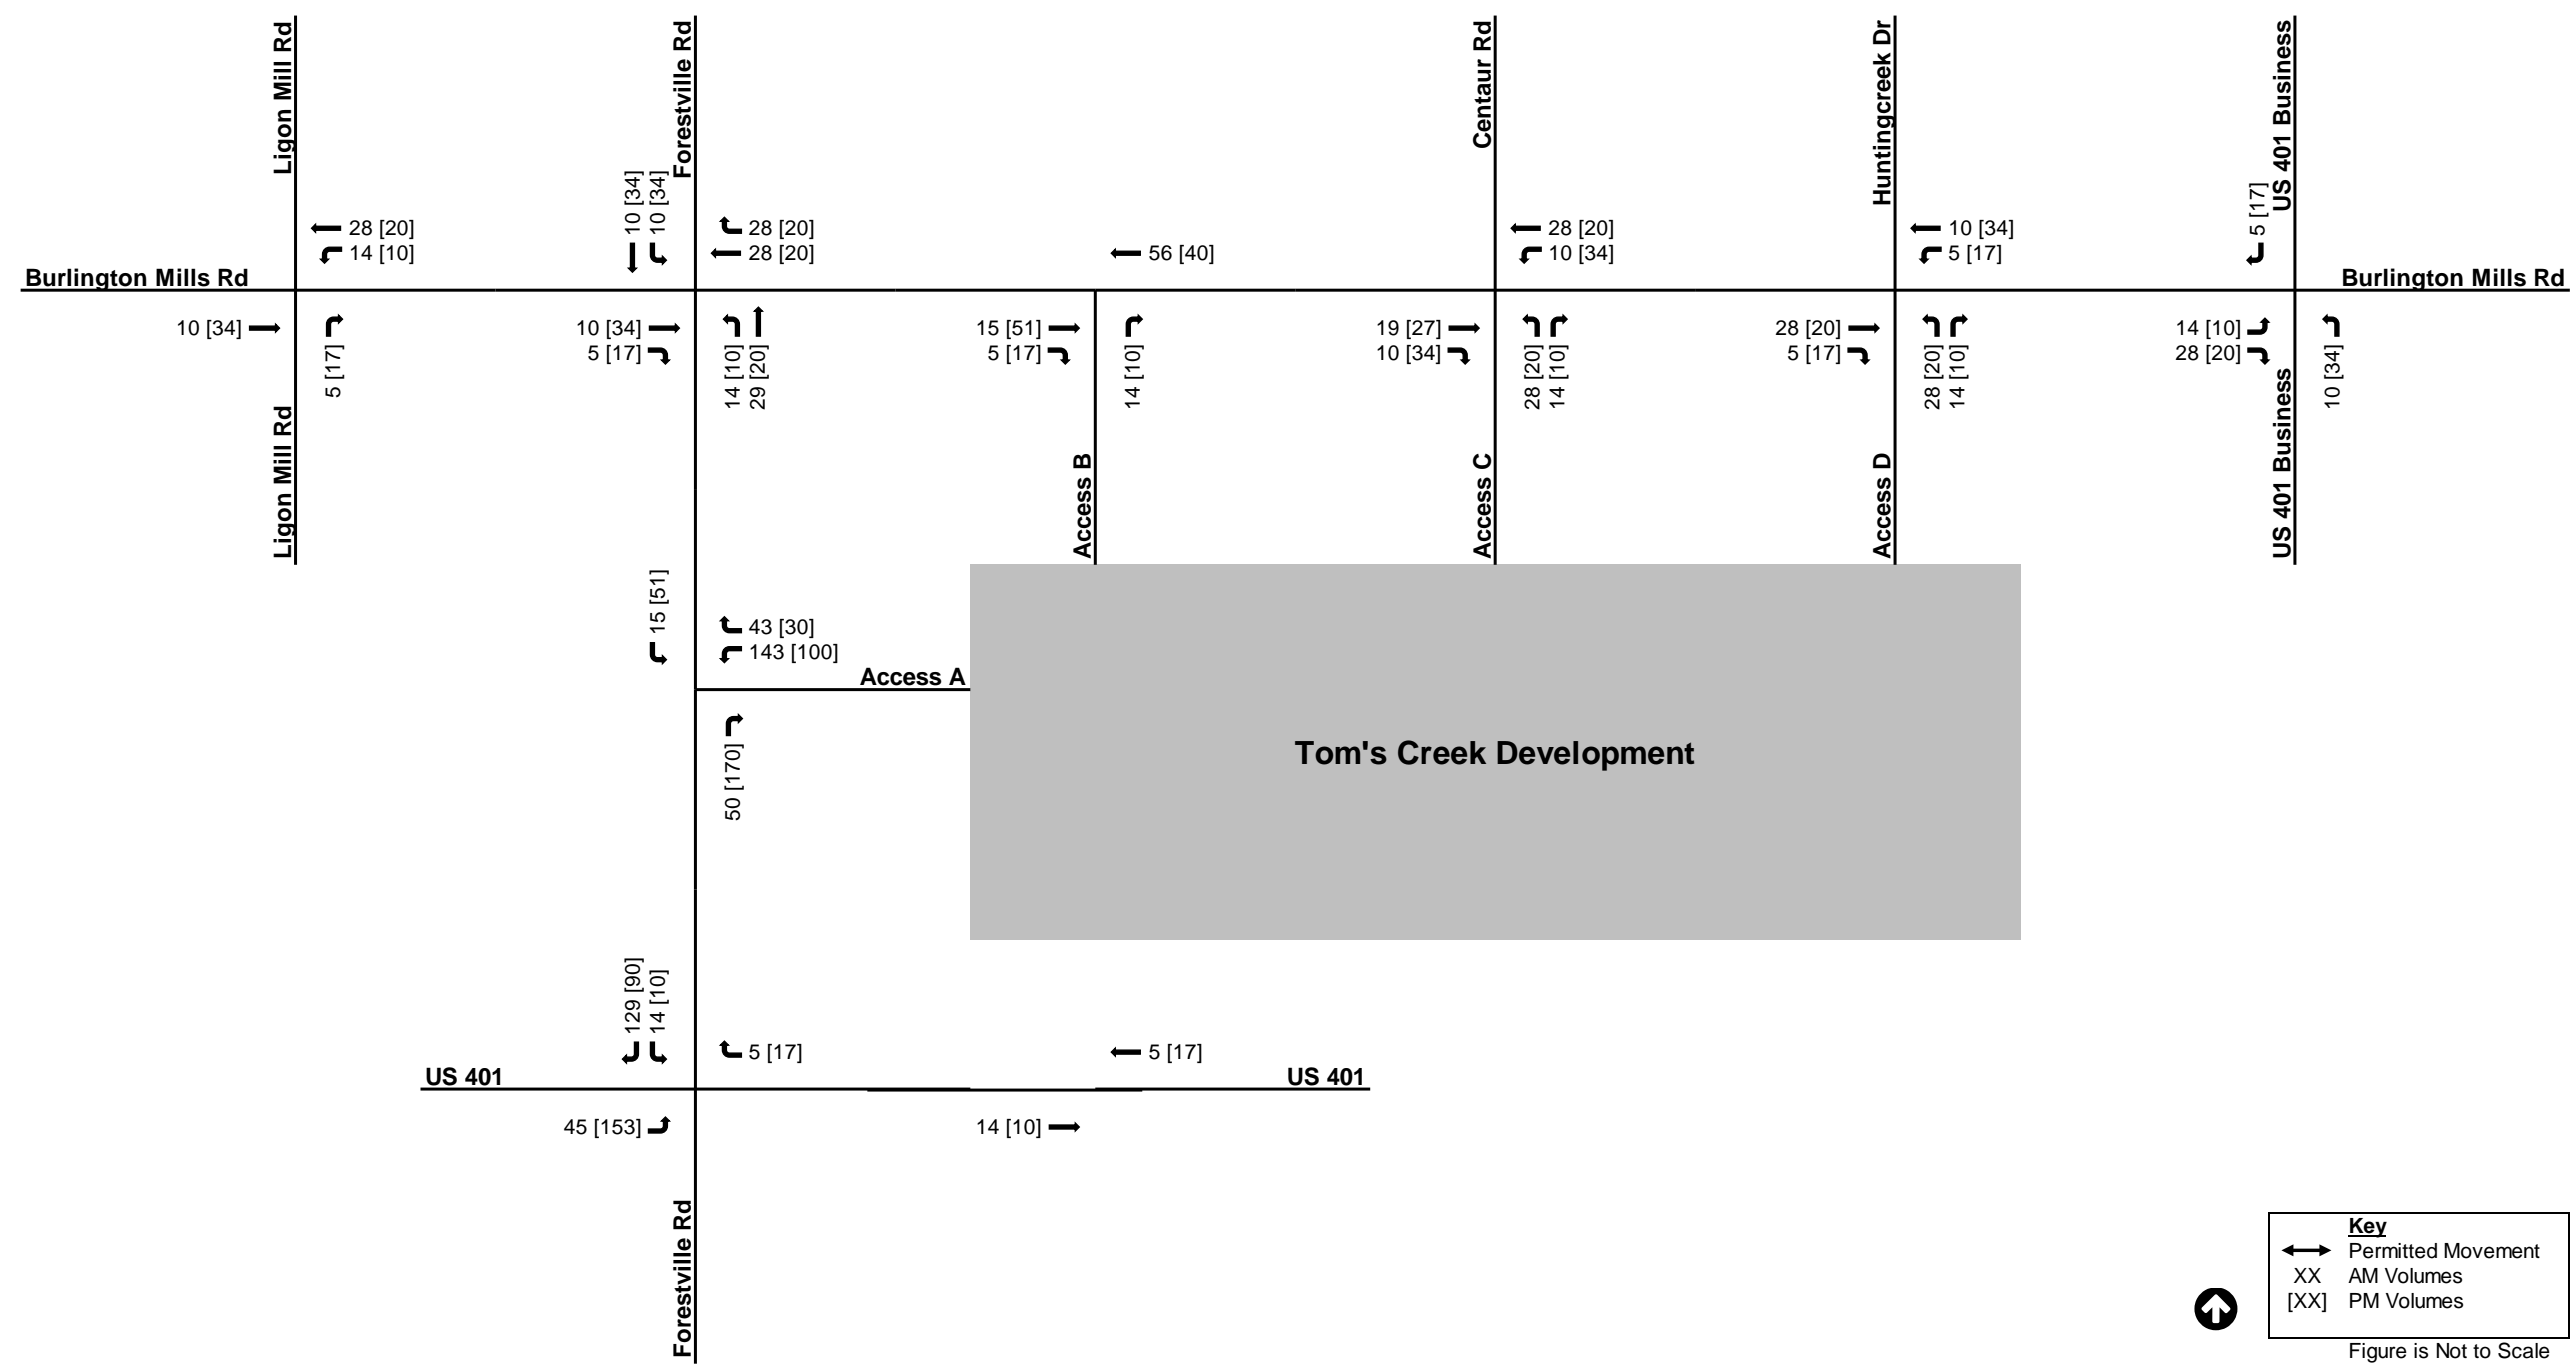 Ligon Mill Rd
Forestville Rd
Centaur Rd
Huntingcreek Dr
US 401 Business
10 [34]
10 [34]
5 [17]
28 [20]
14 [10]
28 [20]
28 [20]
56 [40]
28 [20]
10 [34]
10 [34]
5 [17]
Burlington Mills Rd
Burlington Mills Rd
10 [34]
5 [17]
10 [34]
5 [17]
14 [10]
29 [20]
15 [51]
5 [17]
14 [10]
19 [27]
10 [34]
28 [20]
14 [10]
28 [20]
5 [17]
28 [20]
14 [10]
14 [10]
28 [20]
10 [34]
Ligon Mill Rd
Access B
Access C
Access D
US 401 Business
15 [51]
43 [30]
143 [100]
Access A
50 [170]
Tom's Creek Development
129 [90]
14 [10]
5 [17]
5 [17]
US 401
US 401
45 [153]
14 [10]
Forestville Rd
Key
Permitted Movement
XX AM Volumes
[XX] PM Volumes
Figure is Not to Scale